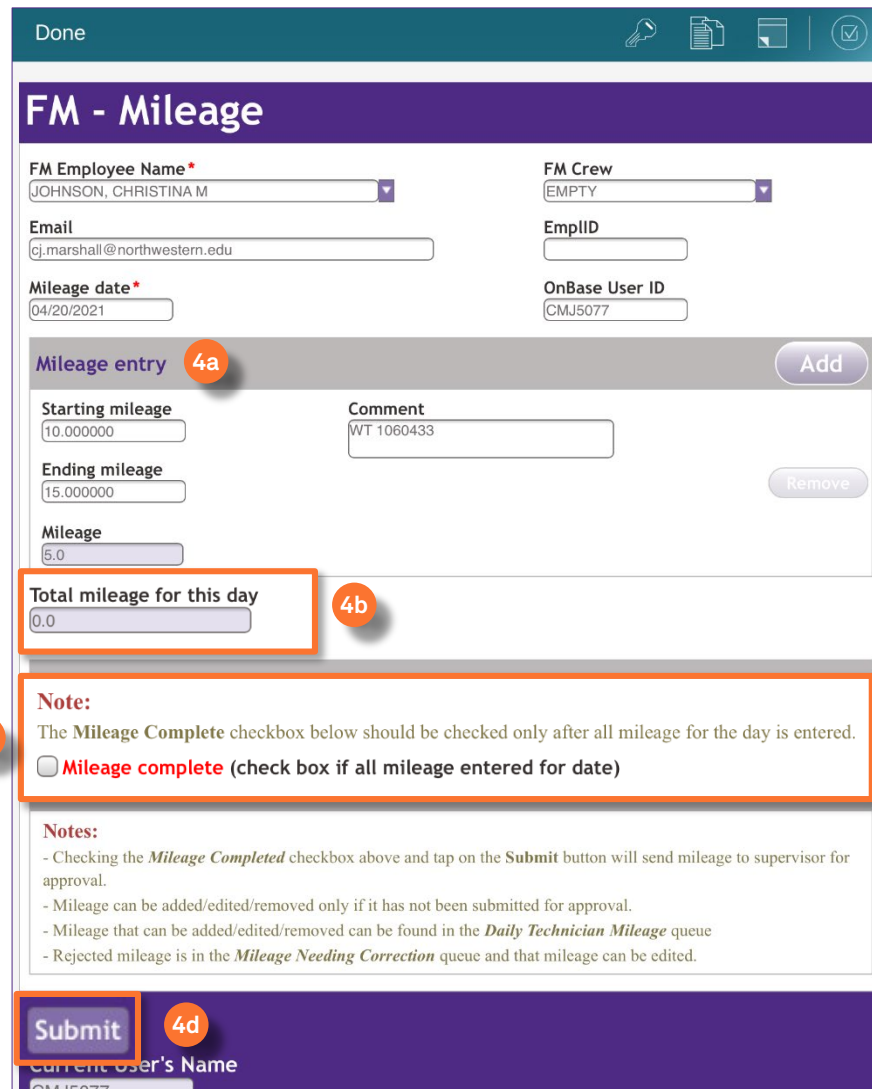 Done
FM - Mileage
FM Employee Name*
FM Crew
JOHNSON, CHRISTINA M
EMPTY
Email
EmplID
cj.marshall@northwestern.edu
Mileage date*
OnBase User ID
04/20/2021
CMJ5077
Mileage entry
4a
Add
Starting mileage
Comment
10.000000
WT 1060433
Ending mileage
15.000000
Remove
Mileage
5.0
Total mileage for this day
4b
0.0
Note:
The Mileage Complete checkbox below should be checked only after all mileage for the day is entered.
Mileage complete (check box if all mileage entered for date)
Notes:
- Checking the Mileage Completed checkbox above and tap on the Submit button will send mileage to supervisor for
approval.
- Mileage can be added/edited/removed only if it has not been submitted for approval.
- Mileage that can be added/edited/removed can be found in the Daily Technician Mileage queue
- Rejected mileage is in the Mileage Needing Correction queue and that mileage can be edited.
Submit
4d
Current User's Name
CMJ5077